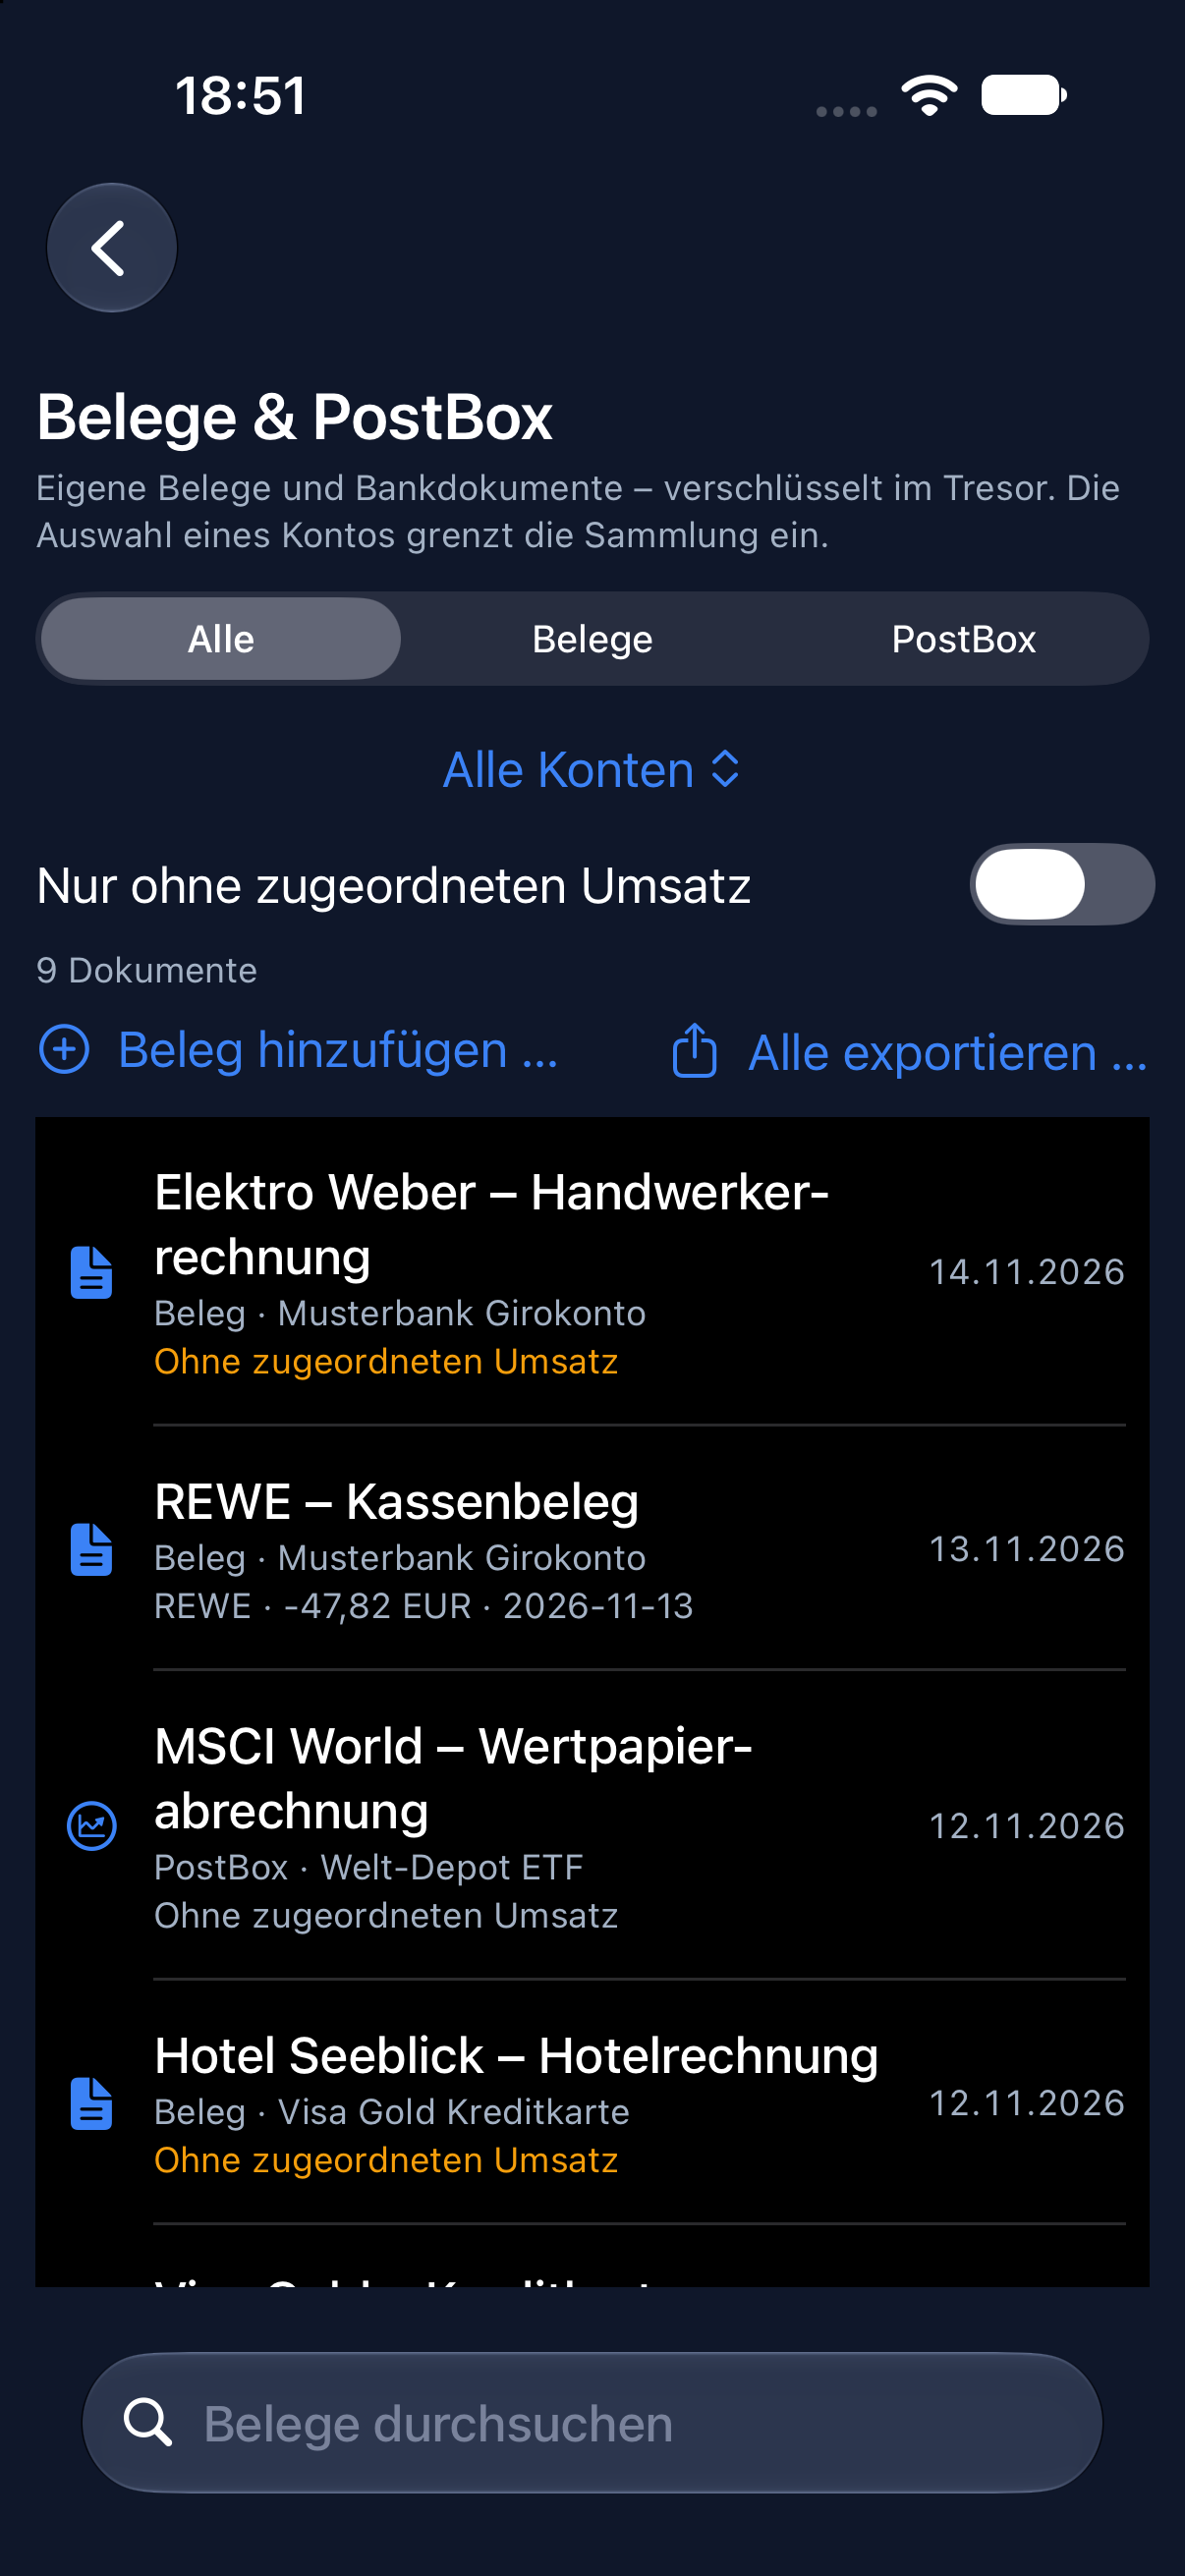 18:51
Belege & PostBox
Eigene Belege und Bankdokumente – verschlüsselt im Tresor. Die
Auswahl eines Kontos grenzt die Sammlung ein.
Alle
Belege
PostBox
Alle Konten
Nur ohne zugeordneten Umsatz
9 Dokumente
Beleg hinzufügen ...
Alle exportieren ...
Elektro Weber – Handwerker-
rechnung
14.11.2026
Beleg · Musterbank Girokonto
Ohne zugeordneten Umsatz
REWE – Kassenbeleg
13.11.2026
Beleg · Musterbank Girokonto
REWE · -47,82 EUR · 2026-11-13
MSCI World – Wertpapier-
abrechnung
12.11.2026
PostBox · Welt-Depot ETF
Ohne zugeordneten Umsatz
Hotel Seeblick – Hotelrechnung
12.11.2026
Beleg · Visa Gold Kreditkarte
Ohne zugeordneten Umsatz
Belege durchsuchen